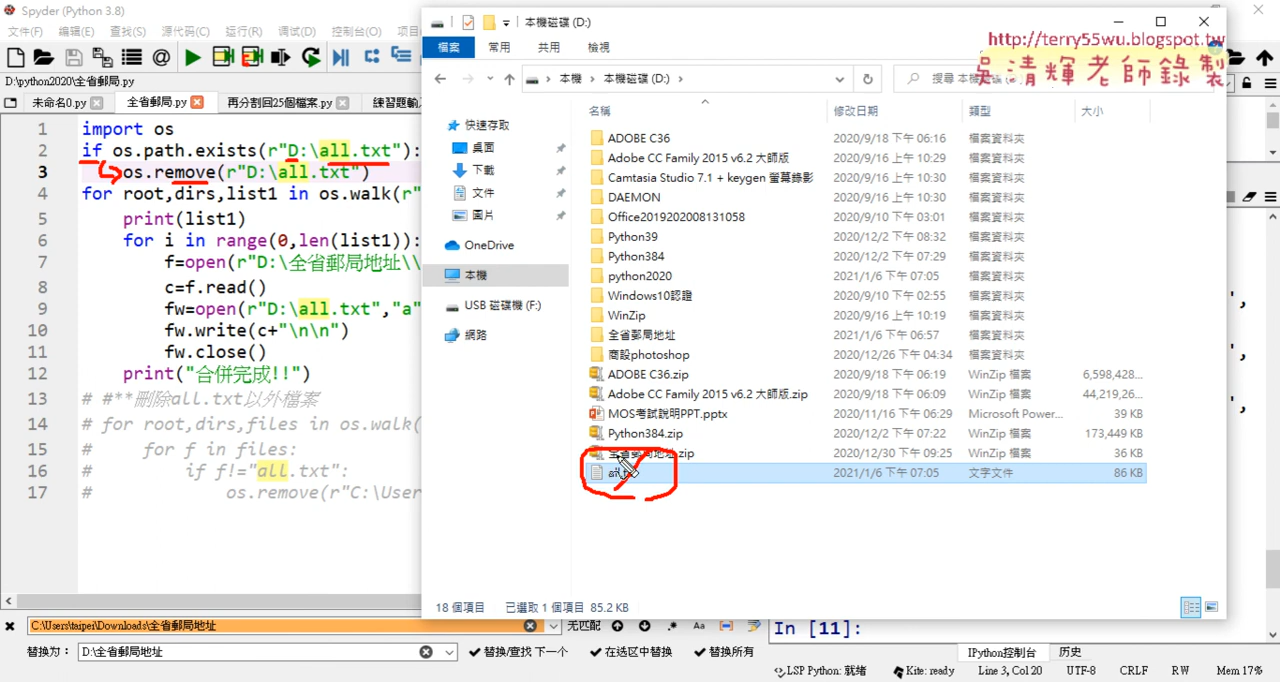 Spyder (Python 3.8)
文件(F) 编辑(E) 查找(S) 源代码(C) 运行(R) 调试(D) 控制台(O) 项目
D:\python2020\全省郵局.py
未命名0.py 全省郵局.py 再分割回25個檔案.py 練習題輸
1 import os
2 if os.path.exists(r"D:\all.txt"):
3 os.remove(r"D:\all.txt")
4 for root,dirs,list1 in os.walk(r"
5 print(list1)
6 for i in range(0,len(list1)):
7 f=open(r"D:\全省郵局地址\\
8 c=f.read()
9 fw=open(r"D:\all.txt","a"
10 fw.write(c+"\n\n")
11 fw.close()
12 print("合併完成!!")
13 # #**刪除all.txt以外檔案
14 # for root,dirs,files in os.walk(
15 # for f in files:
16 # if f!="all.txt":
17 # os.remove(r"C:\User
本機磁碟 (D:)
檔案 常用 共用 檢視
http://terry55wu.blogspot.tw
吳清輝老師錄製
本機 › 本機磁碟 (D:) ›
搜尋 本機
快速存取
桌面
下載
文件
圖片
OneDrive
本機
USB 磁碟機 (F:)
網路
名稱 修改日期 類型 大小
ADOBE C36 2020/9/18 下午 06:16 檔案資料夾
Adobe CC Family 2015 v6.2 大師版 2020/9/16 上午 10:29 檔案資料夾
Camtasia Studio 7.1 + keygen 螢幕錄影 2020/9/18 下午 03:13 檔案資料夾
DAEMON 2020/9/16 上午 10:30 檔案資料夾
Office2019202008131058 2020/9/10 下午 03:01 檔案資料夾
Python39 2020/12/2 下午 08:32 檔案資料夾
Python384 2020/12/2 下午 07:29 檔案資料夾
python2020 2021/1/6 下午 07:05 檔案資料夾
Windows10認證 2020/9/10 下午 02:55 檔案資料夾
WinZip 2020/9/16 上午 10:19 檔案資料夾
全省郵局地址 2021/1/6 下午 06:57 檔案資料夾
商設photoshop 2020/12/26 下午 04:34 檔案資料夾
ADOBE C36.zip 2020/9/18 下午 06:19 WinZip 檔案 6,598,428...
Adobe CC Family 2015 v6.2 大師版.zip 2020/9/18 下午 06:09 WinZip 檔案 44,219,26...
MOS考試說明PPT.pptx 2020/11/16 下午 06:29 Microsoft Power... 39 KB
Python384.zip 2020/12/2 下午 07:22 WinZip 檔案 173,449 KB
全省郵局地址.zip 2020/12/30 下午 09:25 WinZip 檔案 36 KB
all.txt 2021/1/6 下午 07:05 文字文件 86 KB
18 個項目 已選取 1 個項目 85.2 KB
C:\Users\taipei\Downloads\全省郵局地址 无匹配 Aa
替换为: D:\全省郵局地址 替换/查找 下一个 在选区中替换 替换所有
In [11]:
IPython控制台 历史
LSP Python: 就绪 Kite: ready Line 3, Col 20 UTF-8 CRLF RW Mem 17%